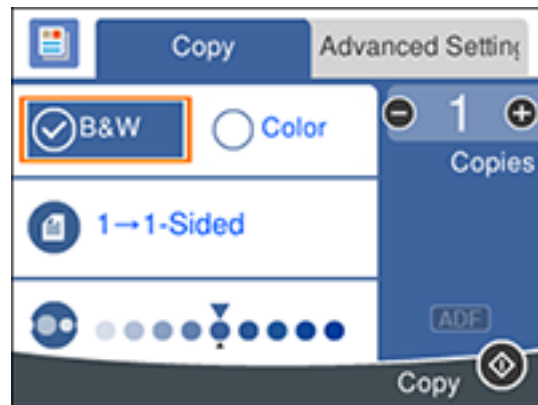 Copy
Advanced Setting
B&W
Color
1
Copies
1→1-Sided
ADF
Copy